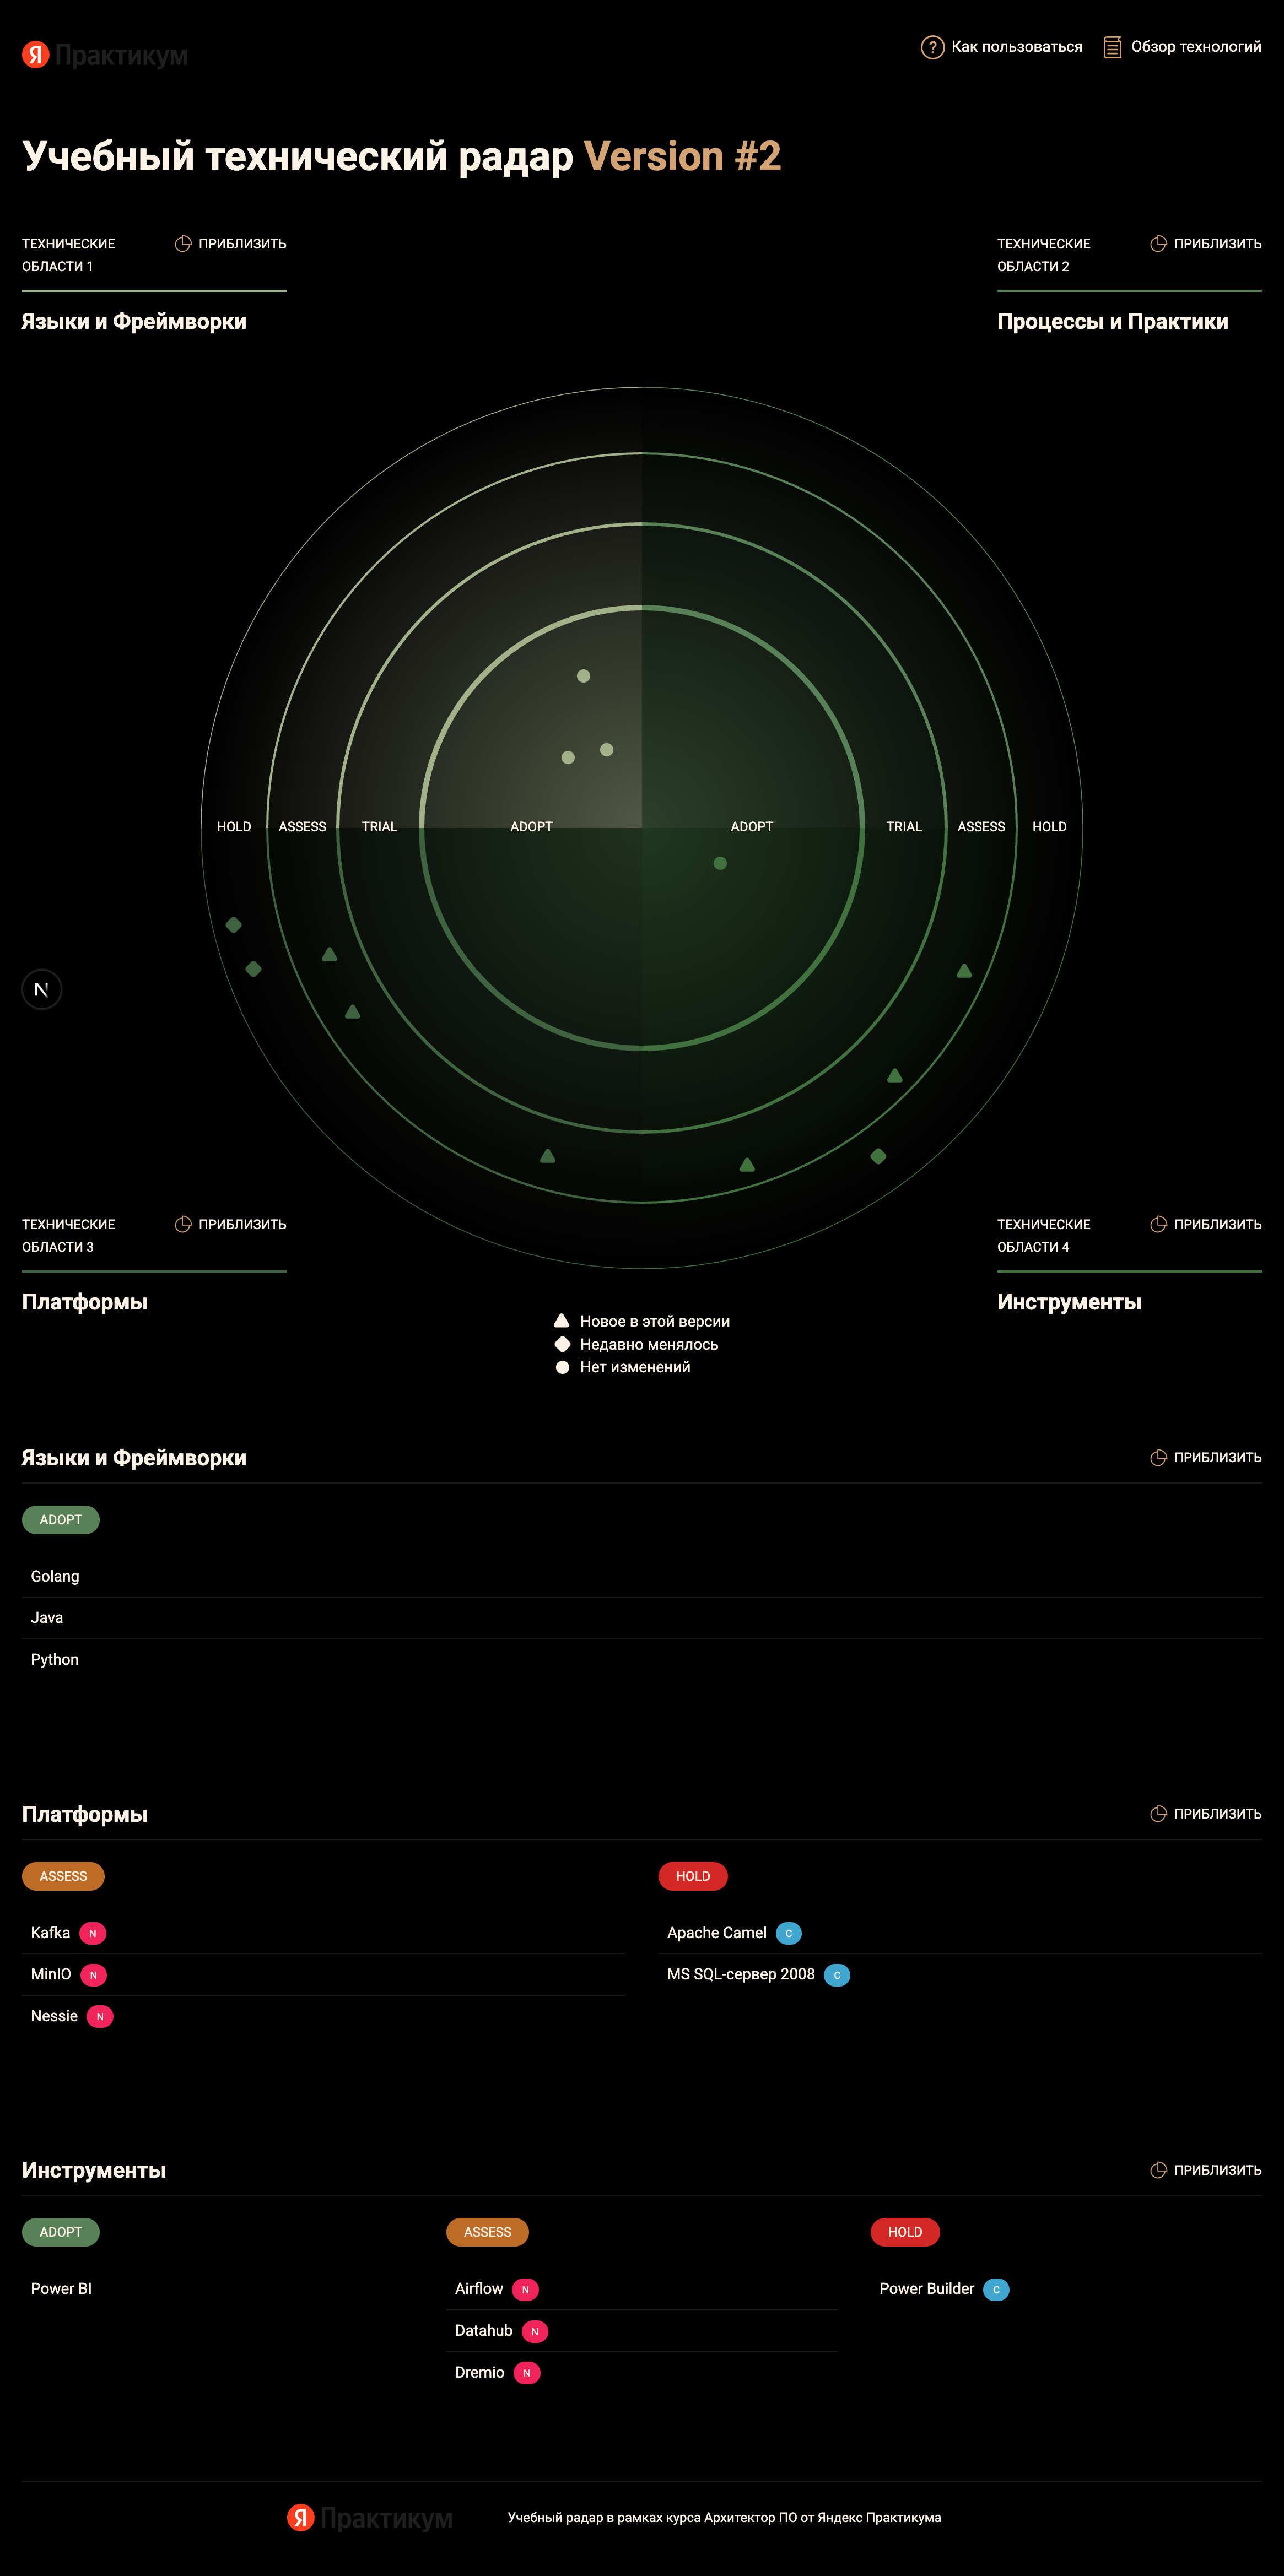 Я Практикум
Как пользоваться
Обзор технологий
Учебный технический радар Version #2
ТЕХНИЧЕСКИЕ
ОБЛАСТИ 1
ПРИБЛИЗИТЬ
Языки и Фреймворки
ТЕХНИЧЕСКИЕ
ОБЛАСТИ 2
ПРИБЛИЗИТЬ
Процессы и Практики
HOLD ASSESS TRIAL ADOPT ADOPT TRIAL ASSESS HOLD
N
ТЕХНИЧЕСКИЕ
ОБЛАСТИ 3
ПРИБЛИЗИТЬ
Платформы
ТЕХНИЧЕСКИЕ
ОБЛАСТИ 4
ПРИБЛИЗИТЬ
Инструменты
Новое в этой версии
Недавно менялось
Нет изменений
Языки и Фреймворки
ПРИБЛИЗИТЬ
ADOPT
Golang
Java
Python
Платформы
ПРИБЛИЗИТЬ
ASSESS
Kafka N
MinIO N
Nessie N
HOLD
Apache Camel C
MS SQL-сервер 2008 C
Инструменты
ПРИБЛИЗИТЬ
ADOPT
Power BI
ASSESS
Airflow N
Datahub N
Dremio N
HOLD
Power Builder C
Я Практикум
Учебный радар в рамках курса Архитектор ПО от Яндекс Практикума